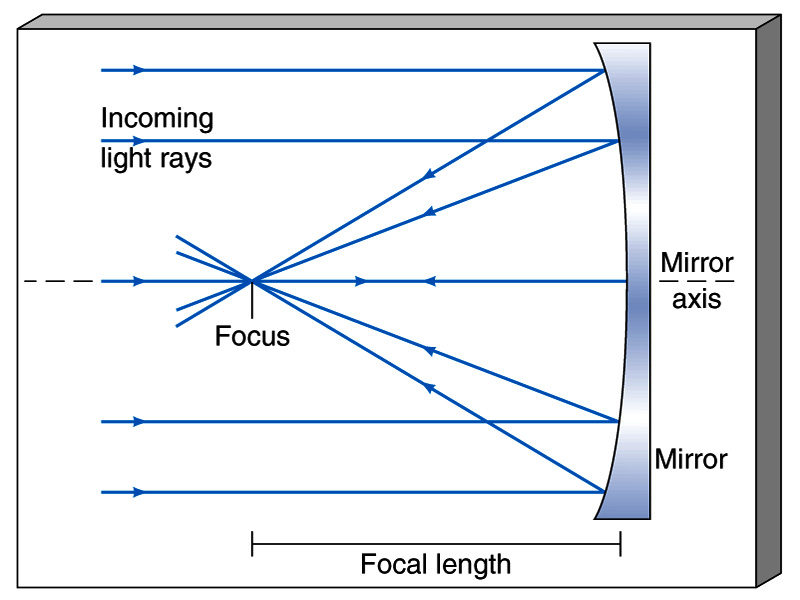 Incoming
light rays
Mirror
axis
Focus
Mirror
Focal length